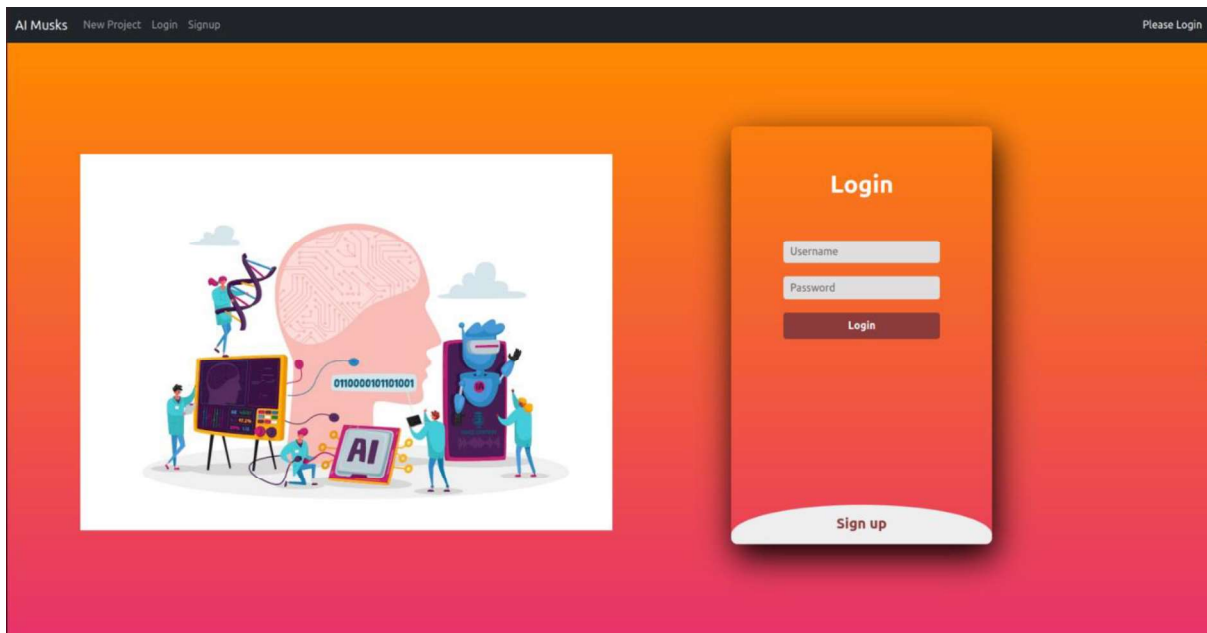 AI Musks New Project Login Signup Please Login
Login
Username
Password
Login
0110000101101001
AI
Sign up